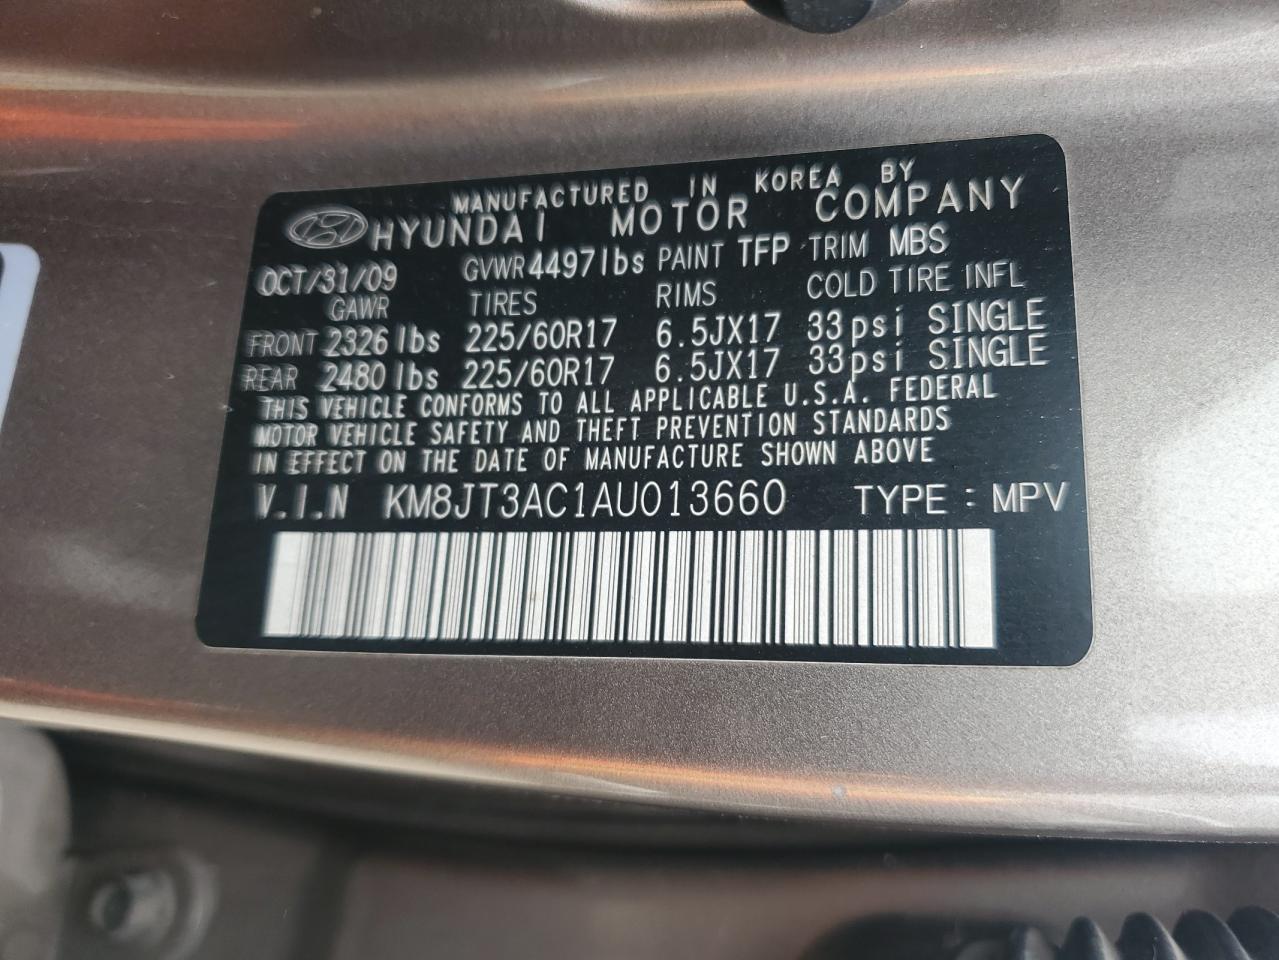 MANUFACTURED IN KOREA BY
HYUNDAI MOTOR COMPANY
OCT/31/09 GVWR 4497lbs PAINT TFP TRIM MBS
GAWR TIRES RIMS COLD TIRE INFL
FRONT 2326 lbs 225/60R17 6.5JX17 33psi SINGLE
REAR 2480 lbs 225/60R17 6.5JX17 33psi SINGLE
THIS VEHICLE CONFORMS TO ALL APPLICABLE U.S.A. FEDERAL
MOTOR VEHICLE SAFETY AND THEFT PREVENTION STANDARDS
IN EFFECT ON THE DATE OF MANUFACTURE SHOWN ABOVE
V.I.N KM8JT3AC1AU013660 TYPE : MPV